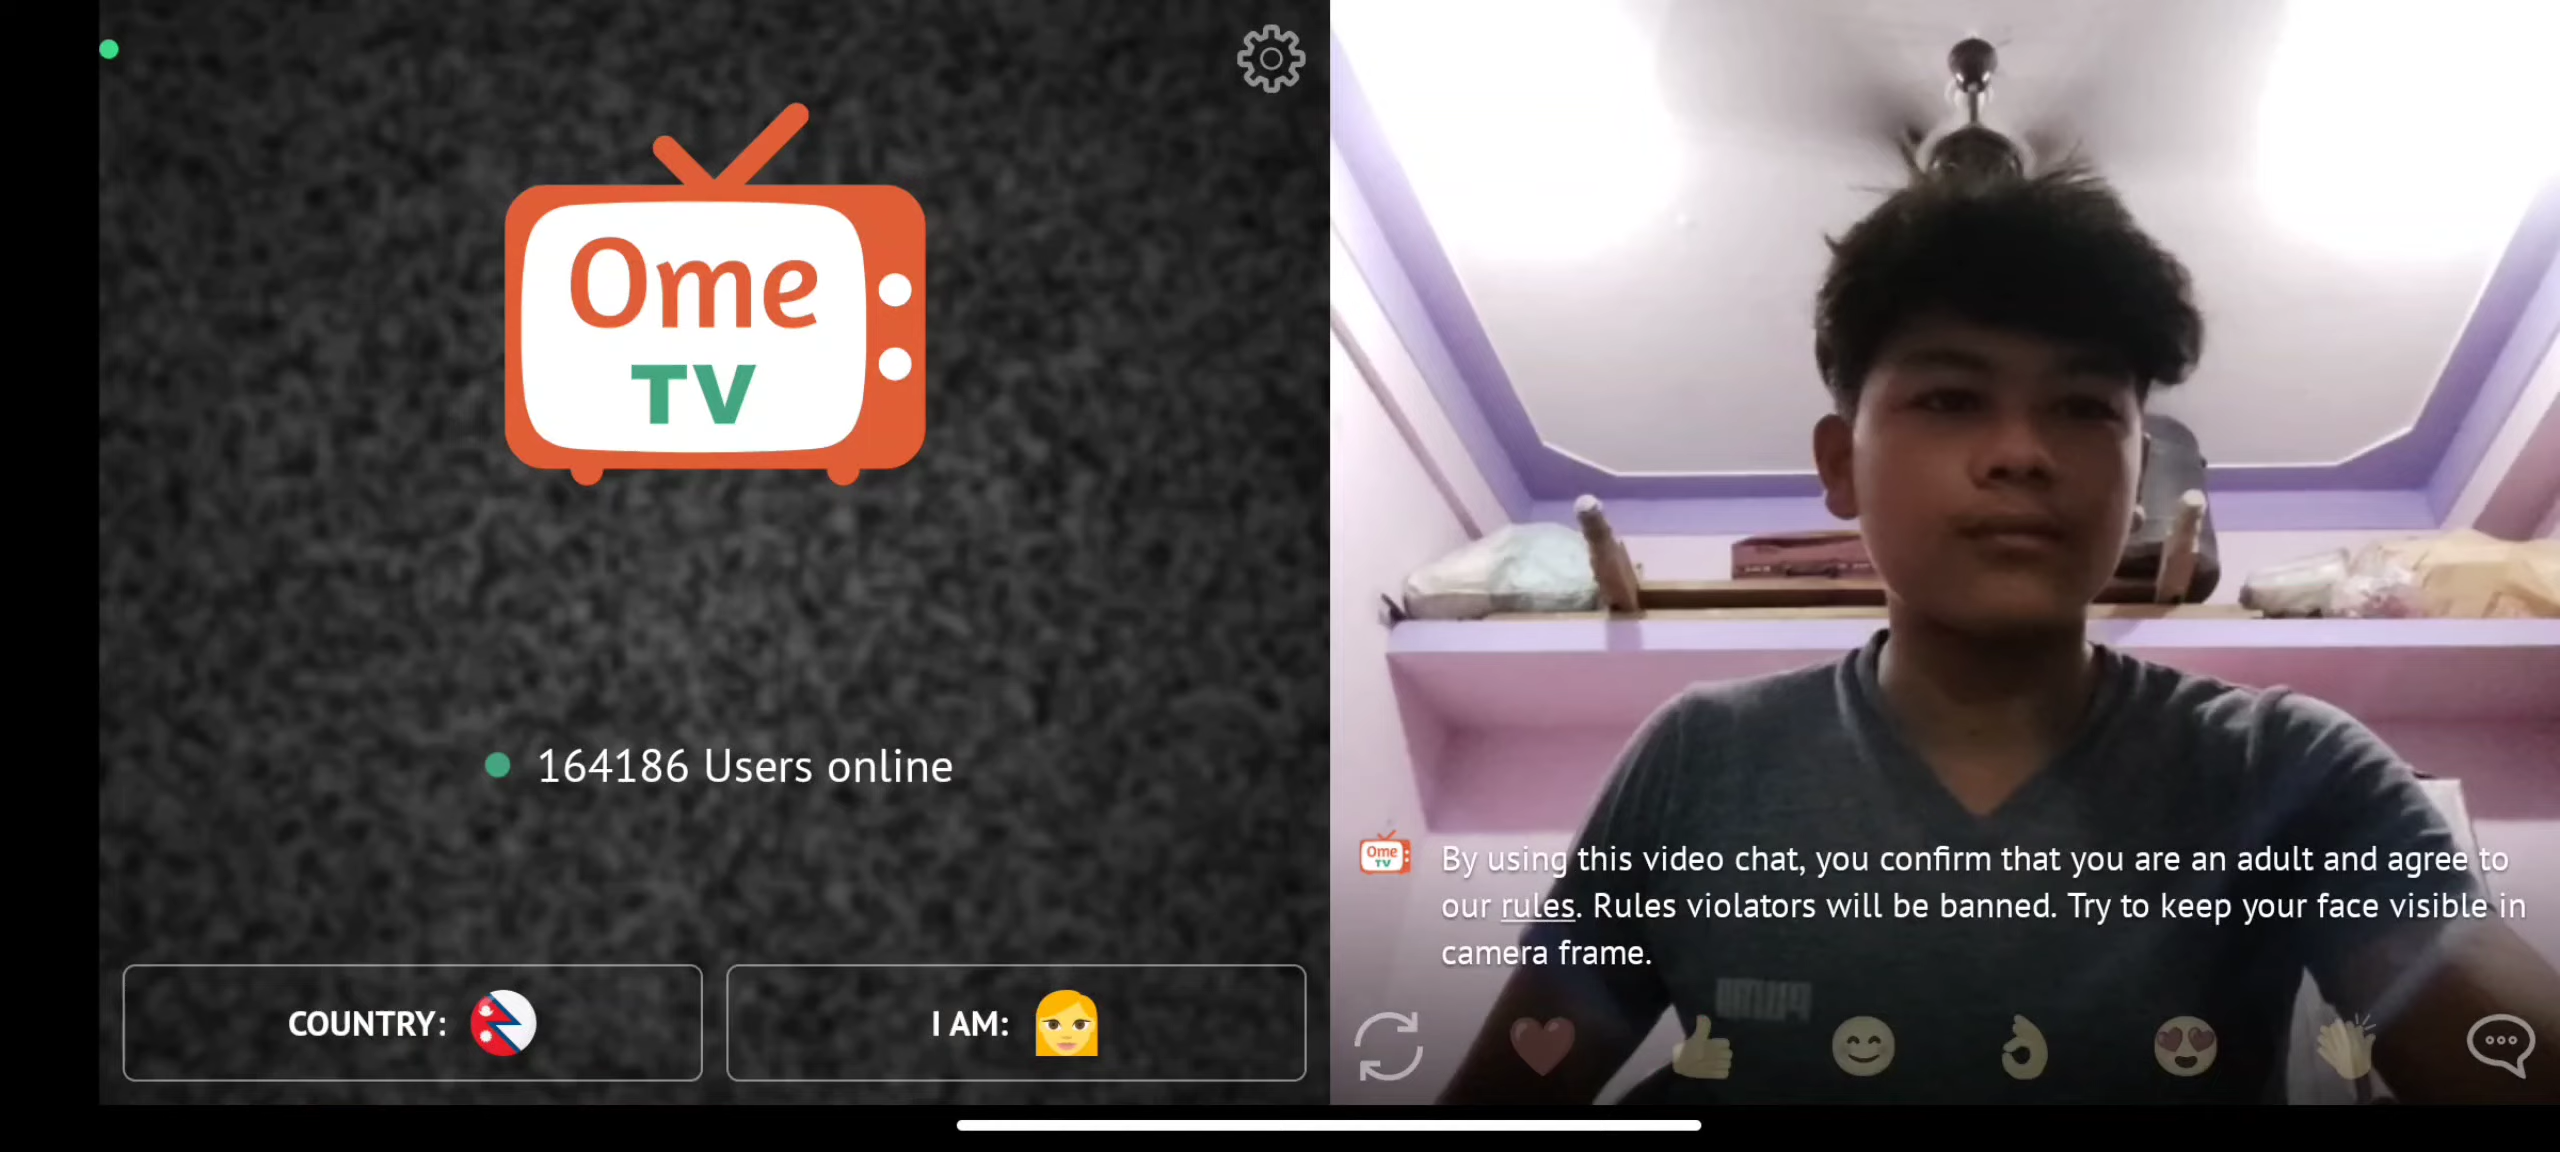 Ome
TV
164186 Users online
COUNTRY:
I AM:
Ome
TV
By using this video chat, you confirm that you are an adult and agree to
our rules. Rules violators will be banned. Try to keep your face visible in
camera frame.